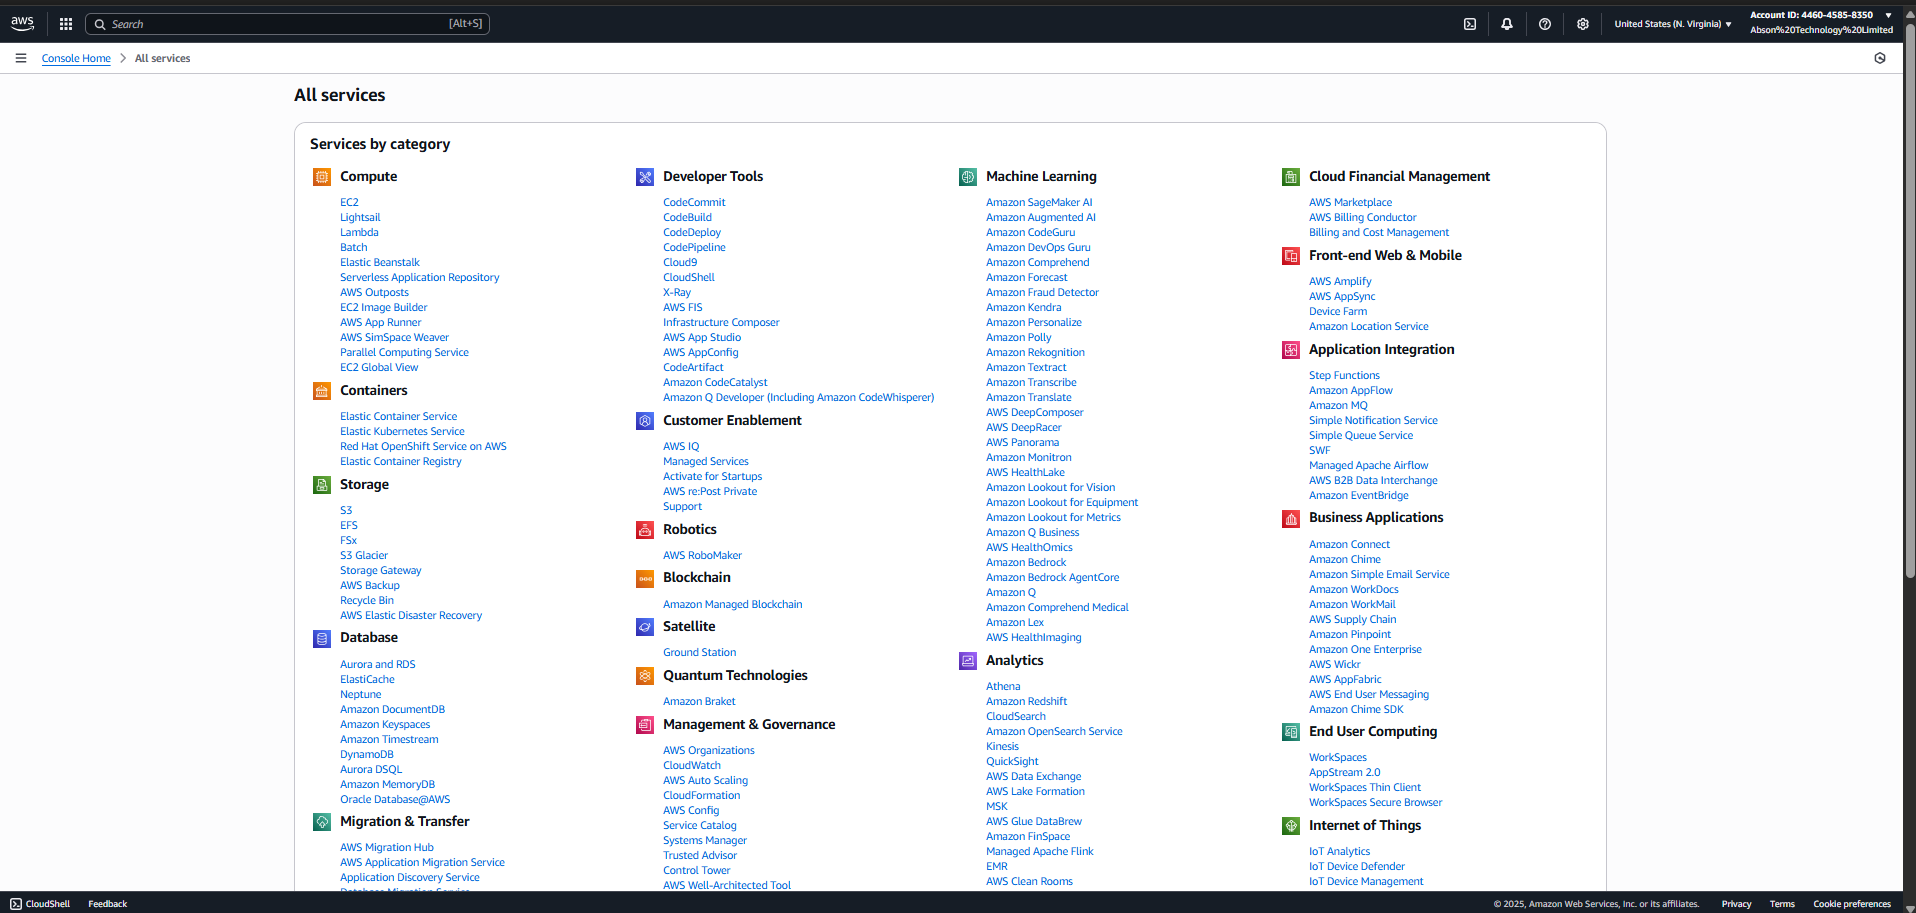 aws
Search
[Alt+S]
United States (N. Virginia)
Account ID: 4460-4585-8350
Abson%20Technology%20Limited
Console Home
All services
All services
Services by category
Compute
EC2
Lightsail
Lambda
Batch
Elastic Beanstalk
Serverless Application Repository
AWS Outposts
EC2 Image Builder
AWS App Runner
AWS SimSpace Weaver
Parallel Computing Service
EC2 Global View
Containers
Elastic Container Service
Elastic Kubernetes Service
Red Hat OpenShift Service on AWS
Elastic Container Registry
Storage
S3
EFS
FSx
S3 Glacier
Storage Gateway
AWS Backup
Recycle Bin
AWS Elastic Disaster Recovery
Database
Aurora and RDS
ElastiCache
Neptune
Amazon DocumentDB
Amazon Keyspaces
Amazon Timestream
DynamoDB
Aurora DSQL
Amazon MemoryDB
Oracle Database@AWS
Migration & Transfer
AWS Migration Hub
AWS Application Migration Service
Application Discovery Service
Database Migration Service
Developer Tools
CodeCommit
CodeBuild
CodeDeploy
CodePipeline
Cloud9
CloudShell
X-Ray
AWS FIS
Infrastructure Composer
AWS App Studio
AWS AppConfig
CodeArtifact
Amazon CodeCatalyst
Amazon Q Developer (Including Amazon CodeWhisperer)
Customer Enablement
AWS IQ
Managed Services
Activate for Startups
AWS re:Post Private
Support
Robotics
AWS RoboMaker
Blockchain
Amazon Managed Blockchain
Satellite
Ground Station
Quantum Technologies
Amazon Braket
Management & Governance
AWS Organizations
CloudWatch
AWS Auto Scaling
CloudFormation
AWS Config
Service Catalog
Systems Manager
Trusted Advisor
Control Tower
AWS Well-Architected Tool
Machine Learning
Amazon SageMaker AI
Amazon Augmented AI
Amazon CodeGuru
Amazon DevOps Guru
Amazon Comprehend
Amazon Forecast
Amazon Fraud Detector
Amazon Kendra
Amazon Personalize
Amazon Polly
Amazon Rekognition
Amazon Textract
Amazon Transcribe
Amazon Translate
AWS DeepComposer
AWS DeepRacer
AWS Panorama
Amazon Monitron
AWS HealthLake
Amazon Lookout for Vision
Amazon Lookout for Equipment
Amazon Lookout for Metrics
Amazon Q Business
AWS HealthOmics
Amazon Bedrock
Amazon Bedrock AgentCore
Amazon Q
Amazon Comprehend Medical
Amazon Lex
AWS HealthImaging
Analytics
Athena
Amazon Redshift
CloudSearch
Amazon OpenSearch Service
Kinesis
QuickSight
AWS Data Exchange
AWS Lake Formation
MSK
AWS Glue DataBrew
Amazon FinSpace
Managed Apache Flink
EMR
AWS Clean Rooms
Cloud Financial Management
AWS Marketplace
AWS Billing Conductor
Billing and Cost Management
Front-end Web & Mobile
AWS Amplify
AWS AppSync
Device Farm
Amazon Location Service
Application Integration
Step Functions
Amazon AppFlow
Amazon MQ
Simple Notification Service
Simple Queue Service
SWF
Managed Apache Airflow
AWS B2B Data Interchange
Amazon EventBridge
Business Applications
Amazon Connect
Amazon Chime
Amazon Simple Email Service
Amazon WorkDocs
Amazon WorkMail
AWS Supply Chain
Amazon Pinpoint
Amazon One Enterprise
AWS Wickr
AWS AppFabric
AWS End User Messaging
Amazon Chime SDK
End User Computing
WorkSpaces
AppStream 2.0
WorkSpaces Thin Client
WorkSpaces Secure Browser
Internet of Things
IoT Analytics
IoT Device Defender
IoT Device Management
CloudShell
Feedback
© 2025, Amazon Web Services, Inc. or its affiliates.
Privacy
Terms
Cookie preferences